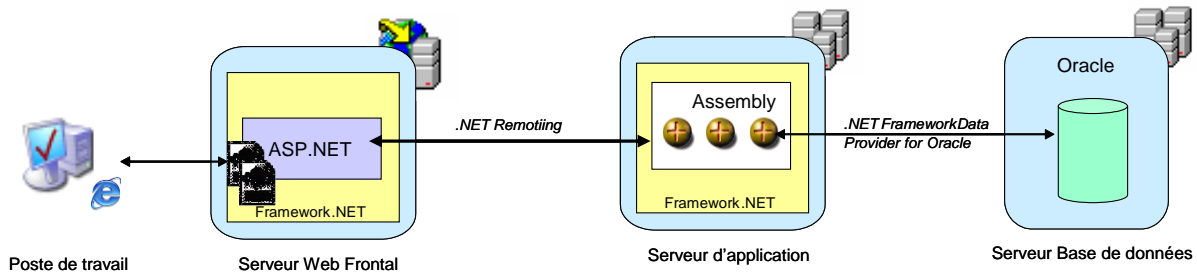 Oracle
Assembly
.NET Remotiing
.NET FrameworkData
Provider for Oracle
ASP.NET
Framework.NET
Framework.NET
Poste de travail
Serveur Web Frontal
Serveur d'application
Serveur Base de données